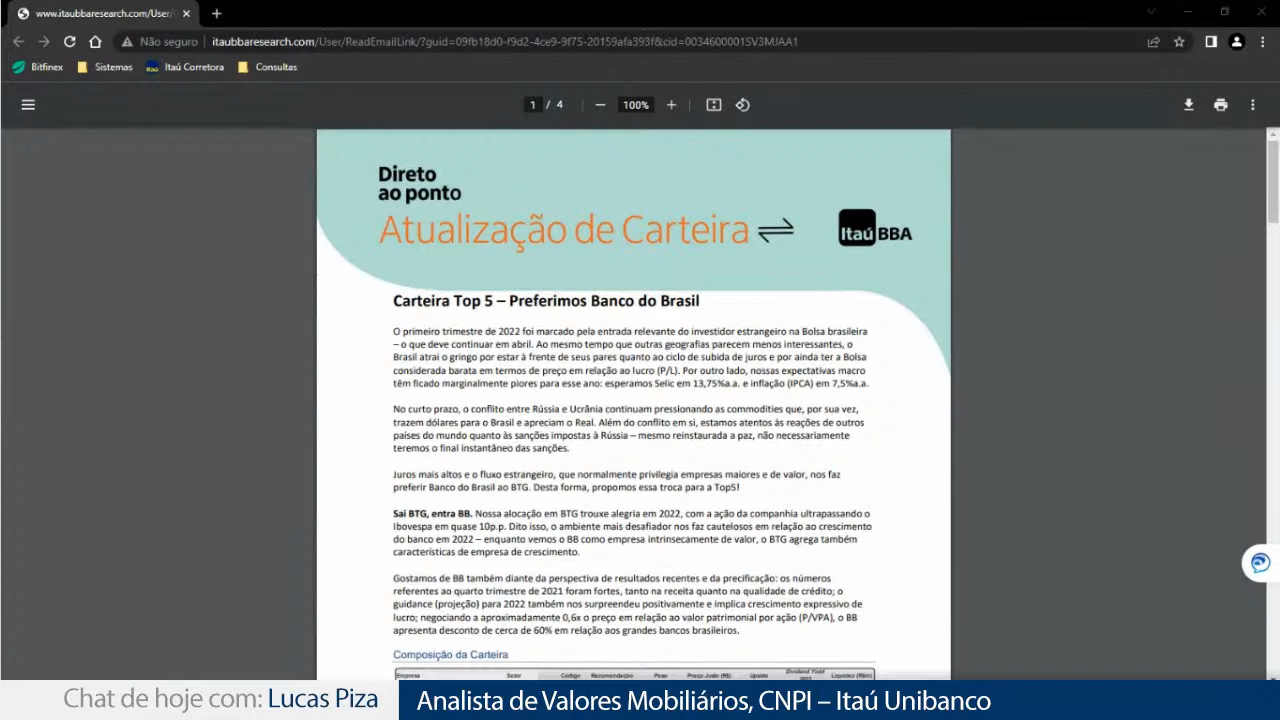 www.itaubbaresearch.com/User/
Não seguro
itaubbaresearch.com/User/ReadEmailLink/?guid=09fb18d0-f9d2-4ce9-9f75-20159afa393f&cid=0034600001SV3MJAA1
Bitfinex
Sistemas
Itaú Corretora
Consultas
1 / 4
100%
Direto
ao ponto
Atualização de Carteira
Itaú BBA
Carteira Top 5 – Preferimos Banco do Brasil
O primeiro trimestre de 2022 foi marcado pela entrada relevante do investidor estrangeiro na Bolsa brasileira
– o que deve continuar em abril. Ao mesmo tempo que outras geografias parecem menos interessantes, o
Brasil atrai o gringo por estar à frente de seus pares quanto ao ciclo de subida de juros e por ainda ter a Bolsa
considerada barata em termos de preço em relação ao lucro (P/L). Por outro lado, nossas expectativas macro
têm ficado marginalmente piores para esse ano: esperamos Selic em 13,75%a.a. e inflação (IPCA) em 7,5%a.a.
No curto prazo, o conflito entre Rússia e Ucrânia continuam pressionando as commodities que, por sua vez,
trazem dólares para o Brasil e apreciam o Real. Além do conflito em si, estamos atentos às reações de outros
países do mundo quanto às sanções impostas à Rússia – mesmo reinstaurada a paz, não necessariamente
teremos o final instantâneo das sanções.
Juros mais altos e o fluxo estrangeiro, que normalmente privilegia empresas maiores e de valor, nos faz
preferir Banco do Brasil ao BTG. Desta forma, propomos essa troca para a Top5!
Sai BTG, entra BB. Nossa alocação em BTG trouxe alegria em 2022, com a ação da companhia ultrapassando o
Ibovespa em quase 10p.p. Dito isso, o ambiente mais desafiador nos faz cautelosos em relação ao crescimento
do banco em 2022 – enquanto vemos o BB como empresa intrinsecamente de valor, o BTG agrega também
características de empresa de crescimento.
Gostamos de BB também diante da perspectiva de resultados recentes e da precificação: os números
referentes ao quarto trimestre de 2021 foram fortes, tanto na receita quanto na qualidade de crédito; o
guidance (projeção) para 2022 também nos surpreendeu positivamente e implica crescimento expressivo de
lucro; negociando a aproximadamente 0,6x o preço em relação ao valor patrimonial por ação (P/VPA), o BB
apresenta desconto de cerca de 60% em relação aos grandes bancos brasileiros.
Composição da Carteira
Empresa Setor Código Recomendação Peso Preço Justo (R$) Upside Dividend Yield Liquidez (R$m)
Chat de hoje com: Lucas Piza
Analista de Valores Mobiliários, CNPI – Itaú Unibanco